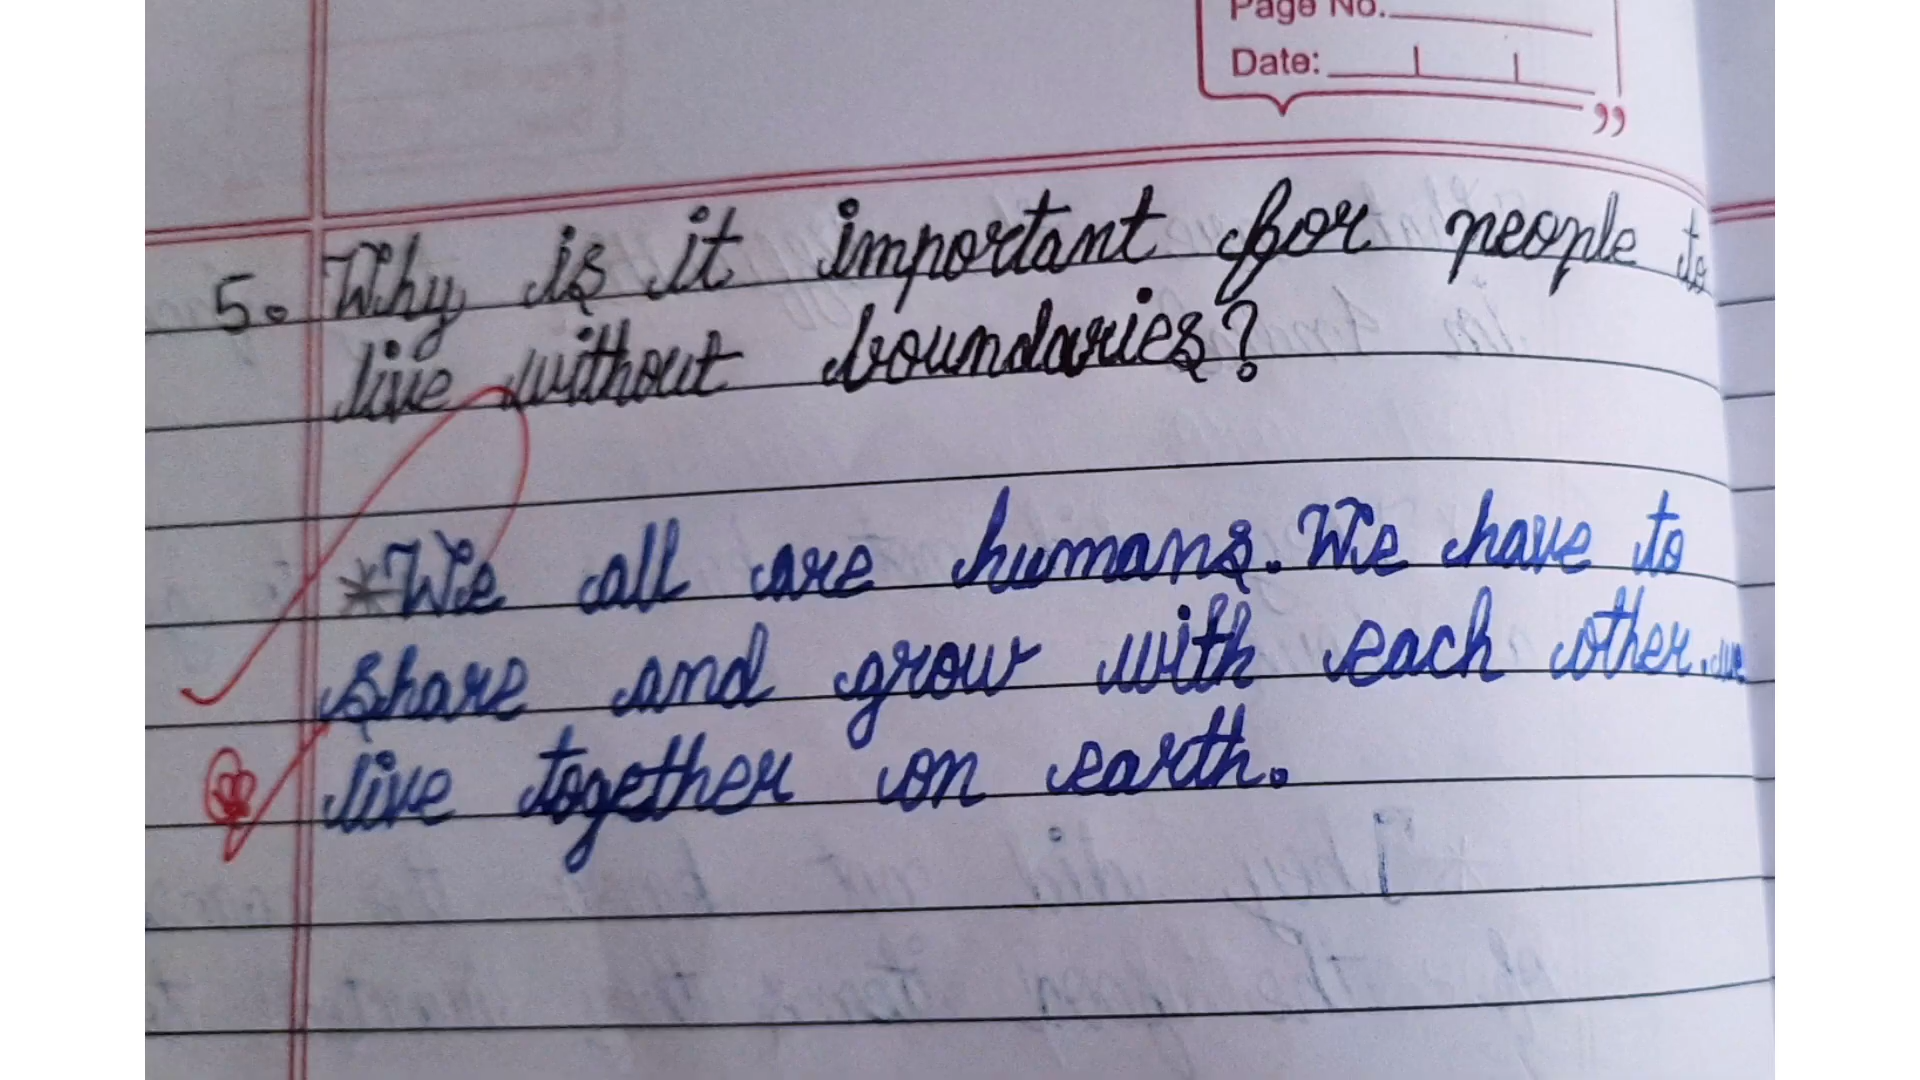 Page No.
Date:
5. Why is it important for people to
live without boundaries?
*We all are humans. We have to
share and grow with each other. we
live together on earth.